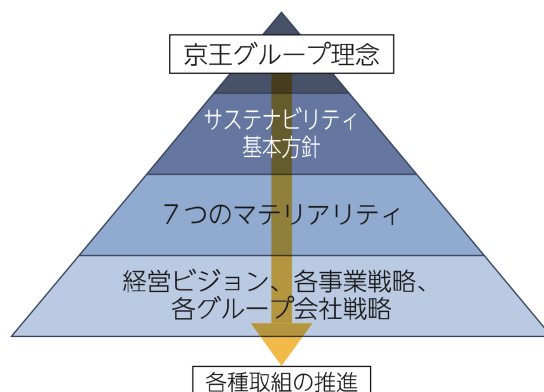 京王グループ理念
サステナビリティ
基本方針
7つのマテリアリティ
経営ビジョン、各事業戦略、
各グループ会社戦略
各種取組の推進